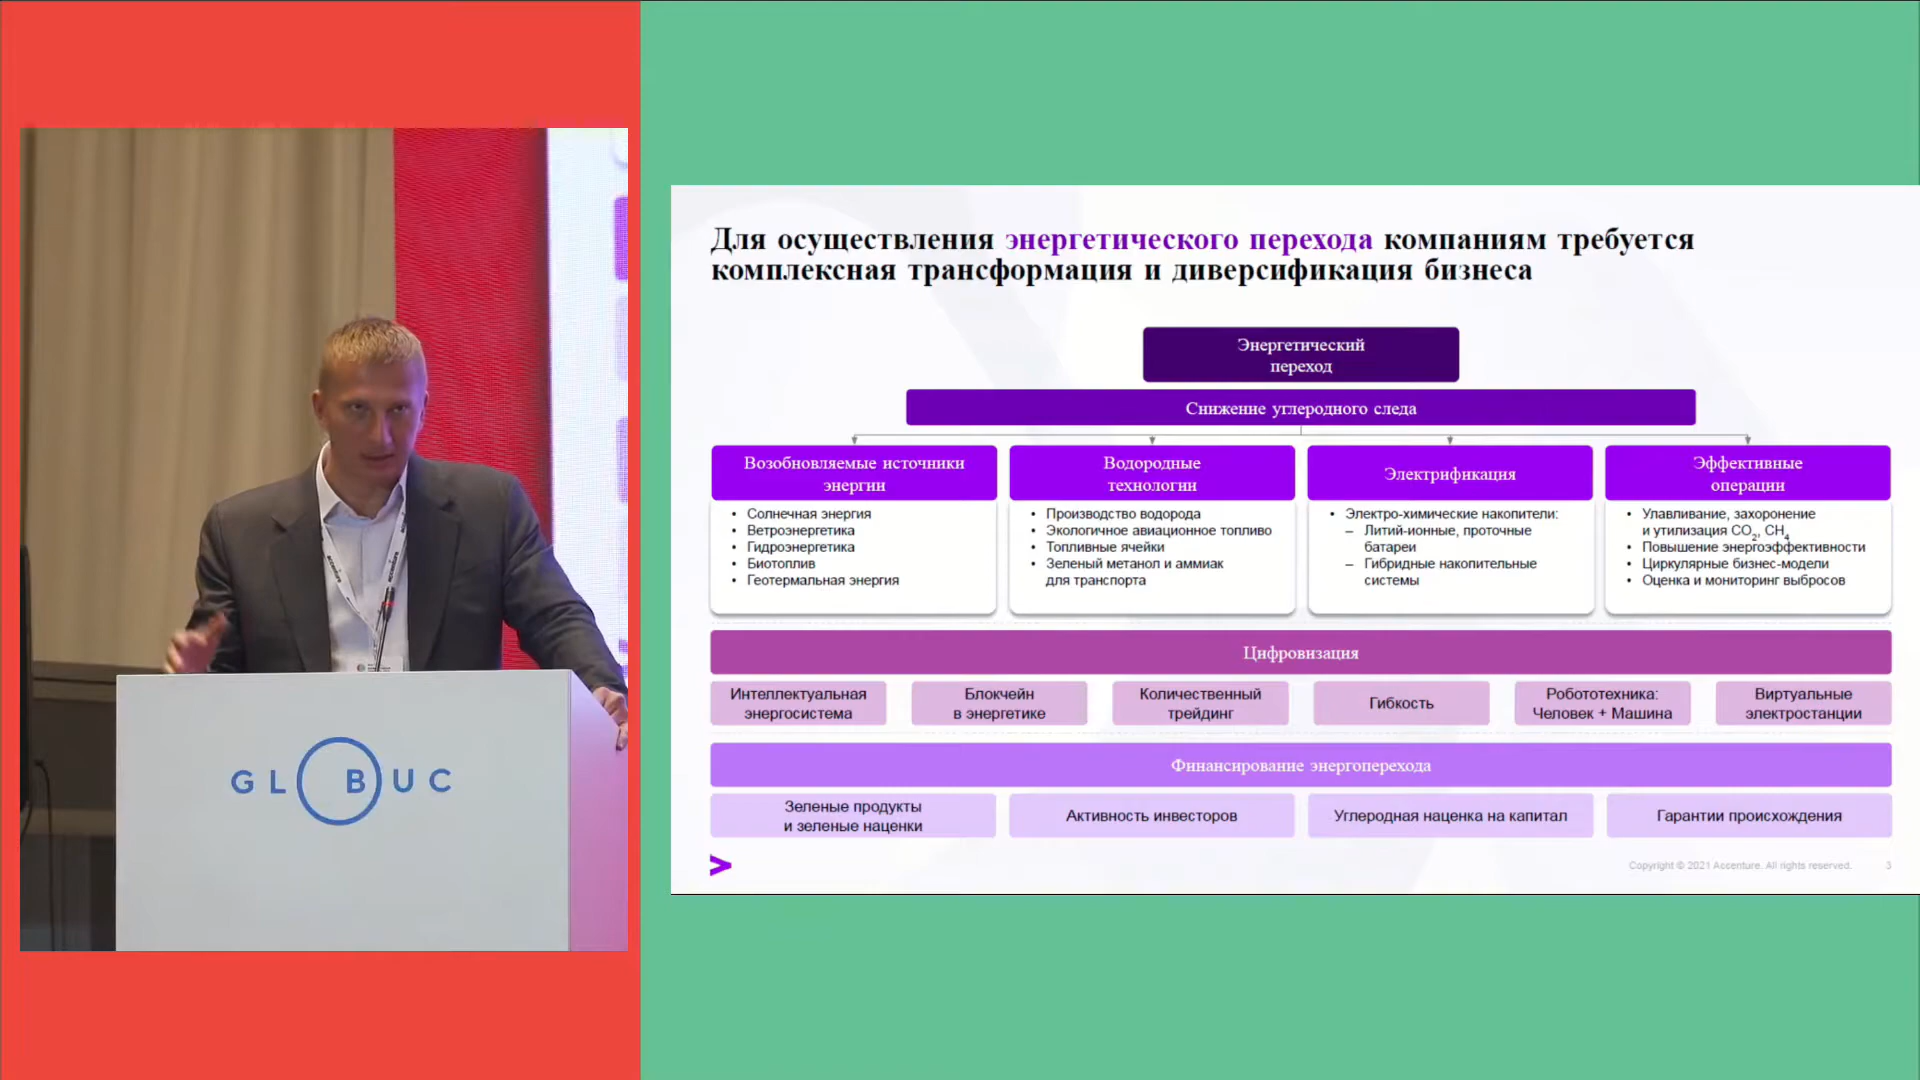 GLOBUC
accenture
Для осуществления энергетического перехода компаниям требуется
комплексная трансформация и диверсификация бизнеса
Энергетический
переход
Снижение углеродного следа
Возобновляемые источники
энергии
• Солнечная энергия
• Ветроэнергетика
• Гидроэнергетика
• Биотоплив
• Геотермальная энергия
Водородные
технологии
• Производство водорода
• Экологичное авиационное топливо
• Топливные ячейки
• Зеленый метанол и аммиак
для транспорта
Электрификация
• Электро-химические накопители:
– Литий-ионные, проточные
батареи
– Гибридные накопительные
системы
Эффективные
операции
• Улавливание, захоронение
и утилизация CO2, CH4
• Повышение энергоэффективности
• Циркулярные бизнес-модели
• Оценка и мониторинг выбросов
Цифровизация
Интеллектуальная
энергосистема
Блокчейн
в энергетике
Количественный
трейдинг
Гибкость
Робототехника:
Человек + Машина
Виртуальные
электростанции
Финансирование энергоперехода
Зеленые продукты
и зеленые наценки
Активность инвесторов
Углеродная наценка на капитал
Гарантии происхождения
Copyright © 2021 Accenture. All rights reserved. 3